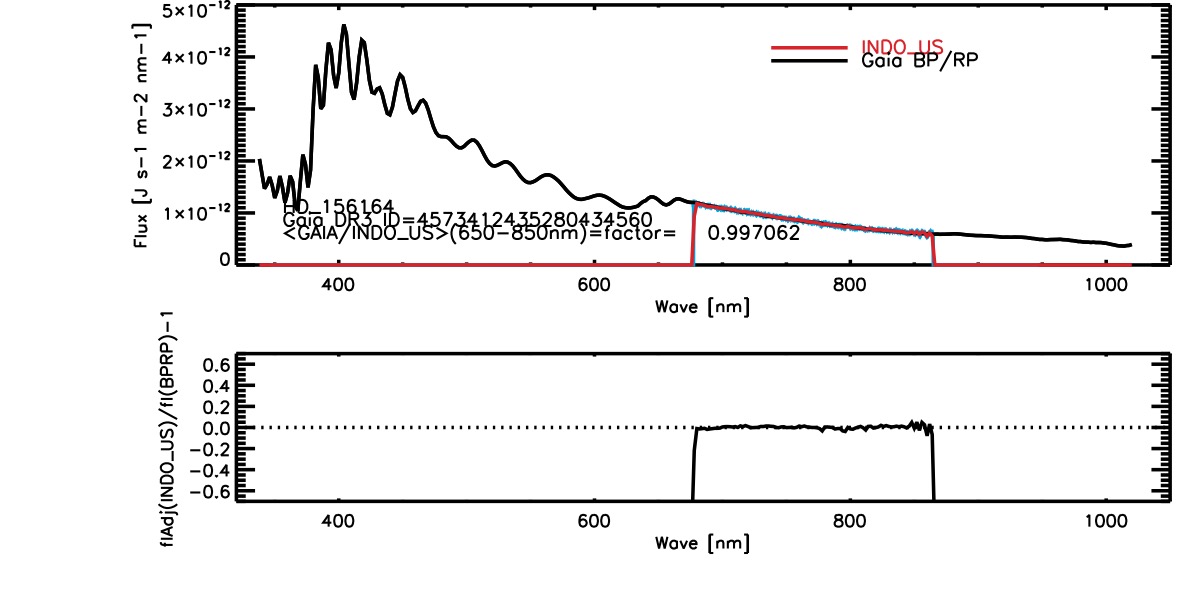 5×10⁻¹²
4×10⁻¹²
3×10⁻¹²
2×10⁻¹²
1×10⁻¹²
0
Flux [J s-1 m-2 nm-1]
INDO_US
Gaia BP/RP
HD_156164
Gaia DR3 ID=4573412435280434560
<GAIA/INDO_US>(650-850nm)=factor= 0.997062
400 600 800 1000
Wave [nm]
flAdj(INDO_US)/fl(BPRP)-1
0.6
0.4
0.2
0.0
-0.2
-0.4
-0.6
400 600 800 1000
Wave [nm]